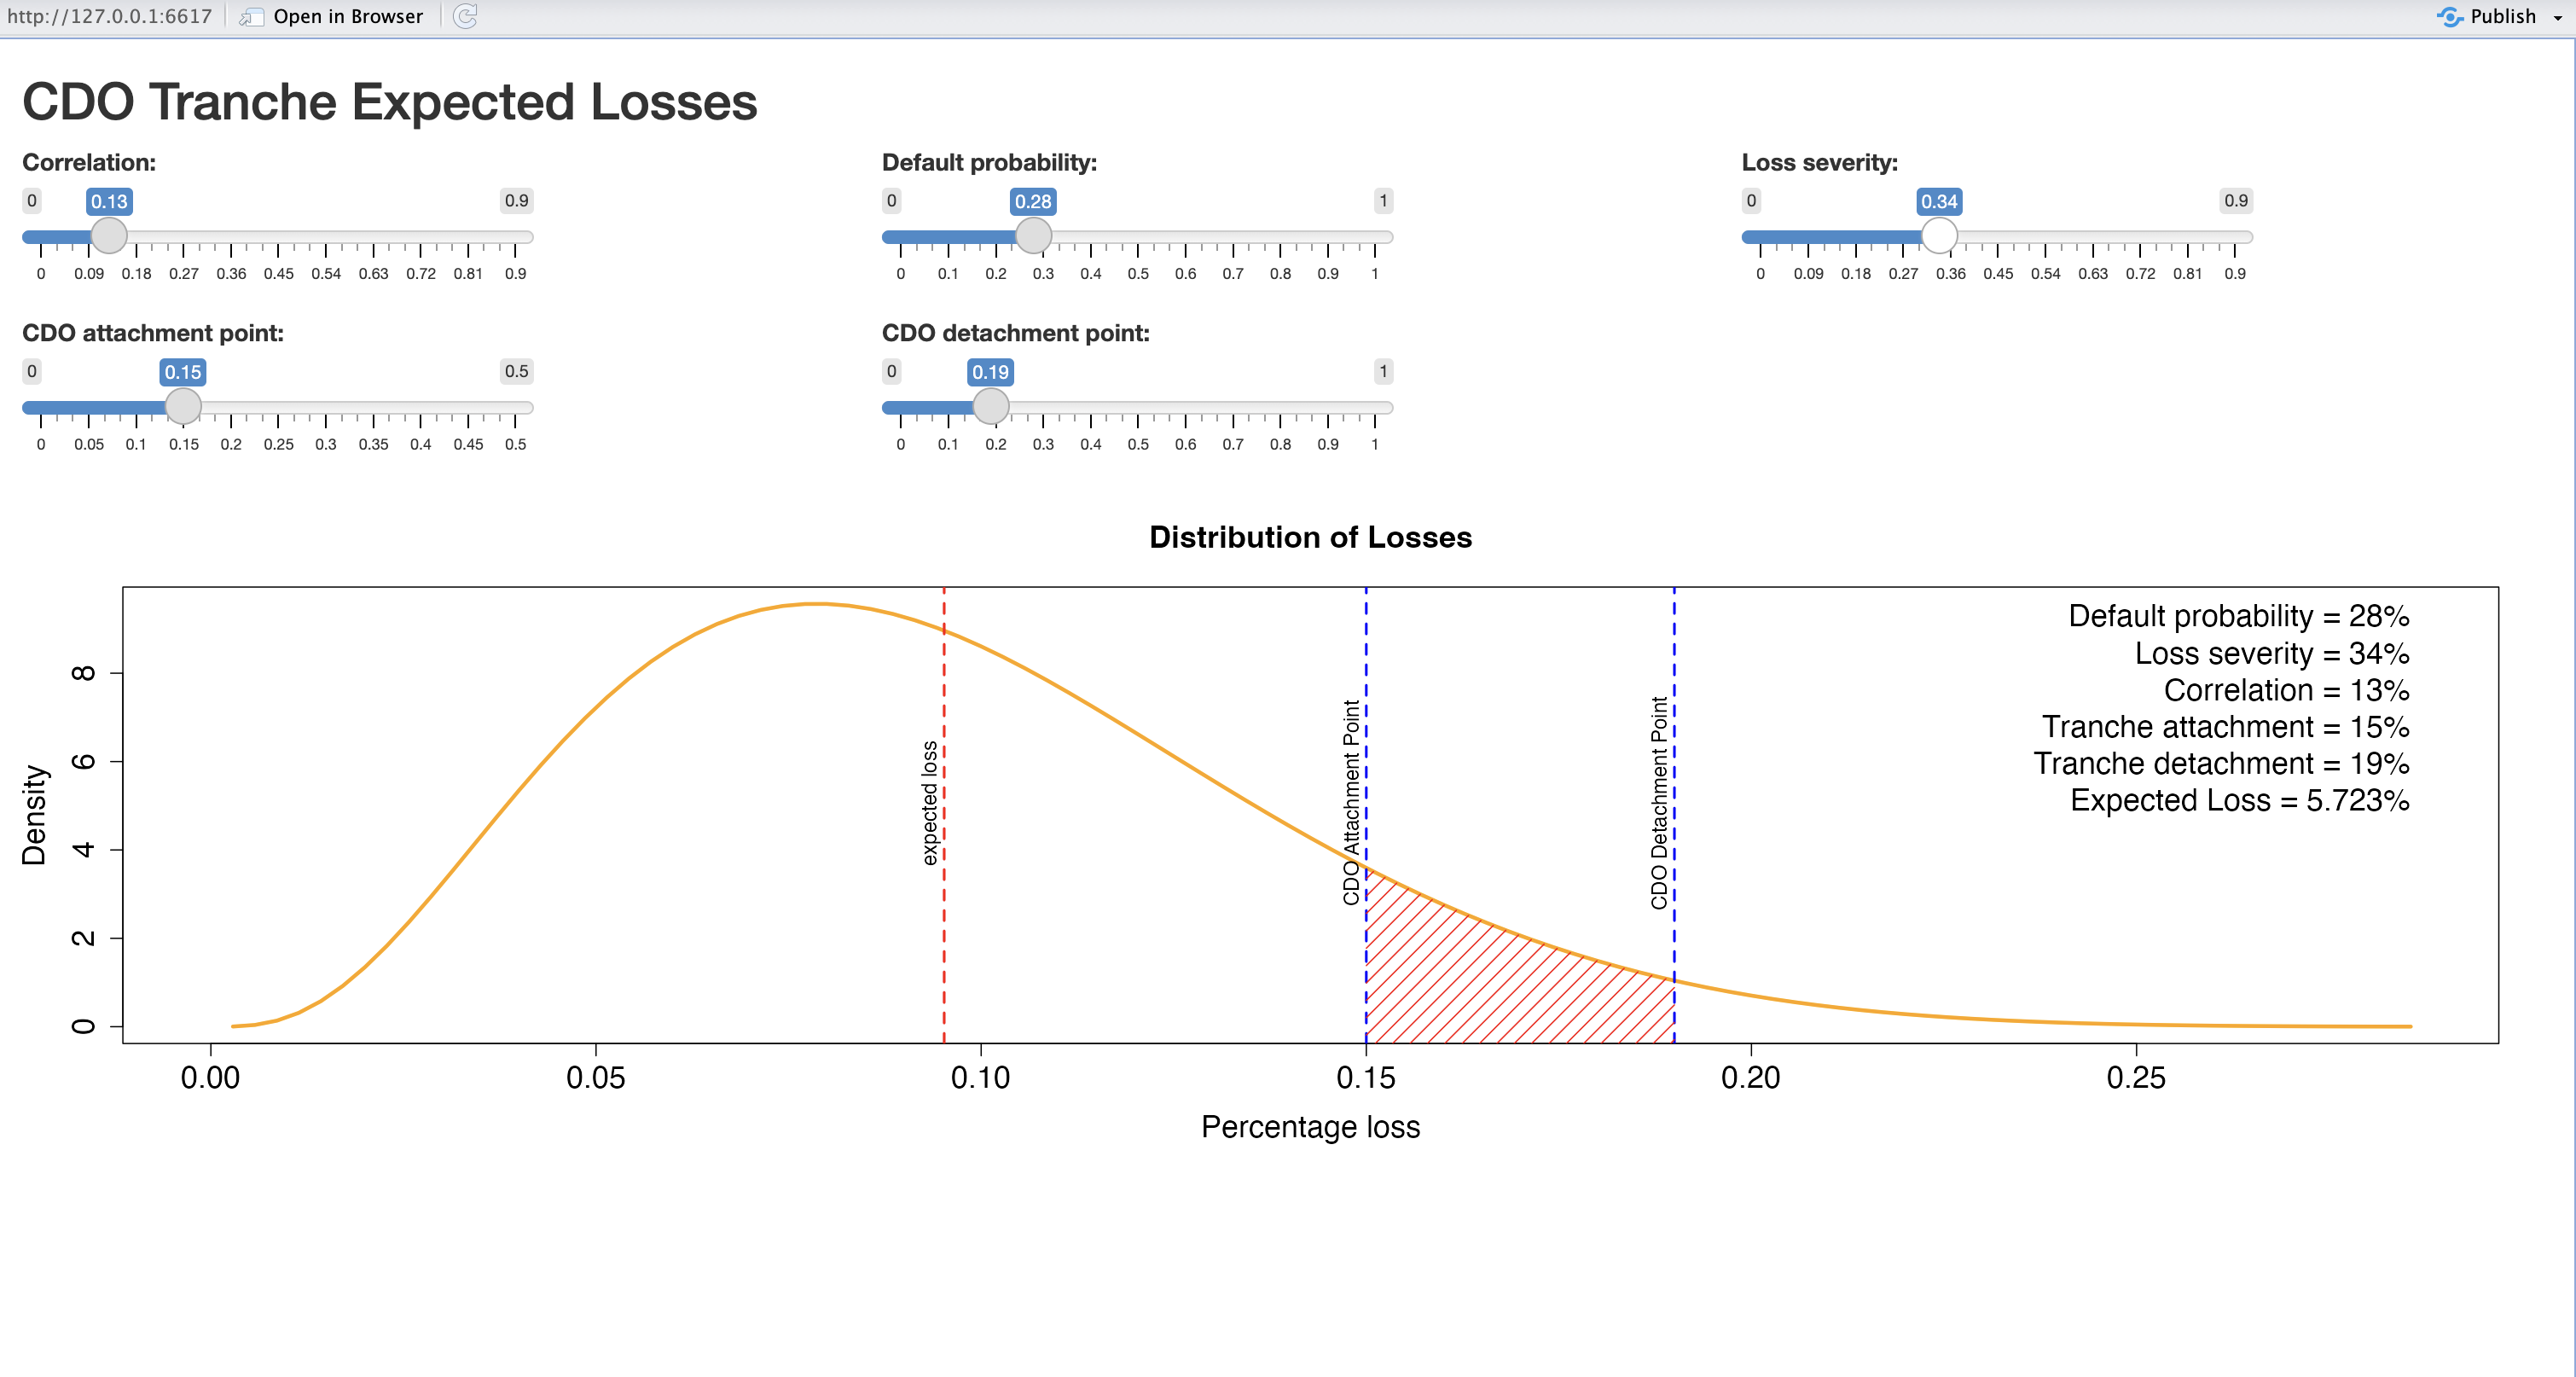 http://127.0.0.1:6617 Open in Browser Publish
CDO Tranche Expected Losses
Correlation: Default probability: Loss severity:
0 0.13 0.9 0 0.28 1 0 0.34 0.9
0 0.09 0.18 0.27 0.36 0.45 0.54 0.63 0.72 0.81 0.9 0 0.1 0.2 0.3 0.4 0.5 0.6 0.7 0.8 0.9 1 0 0.09 0.18 0.27 0.36 0.45 0.54 0.63 0.72 0.81 0.9
CDO attachment point: CDO detachment point:
0 0.15 0.5 0 0.19 1
0 0.05 0.1 0.15 0.2 0.25 0.3 0.35 0.4 0.45 0.5 0 0.1 0.2 0.3 0.4 0.5 0.6 0.7 0.8 0.9 1
Distribution of Losses
Default probability = 28%
Loss severity = 34%
Correlation = 13%
Tranche attachment = 15%
Tranche detachment = 19%
Expected Loss = 5.723%
expected loss
CDO Attachment Point
CDO Detachment Point
Density
8
6
4
2
0
0.00 0.05 0.10 0.15 0.20 0.25
Percentage loss